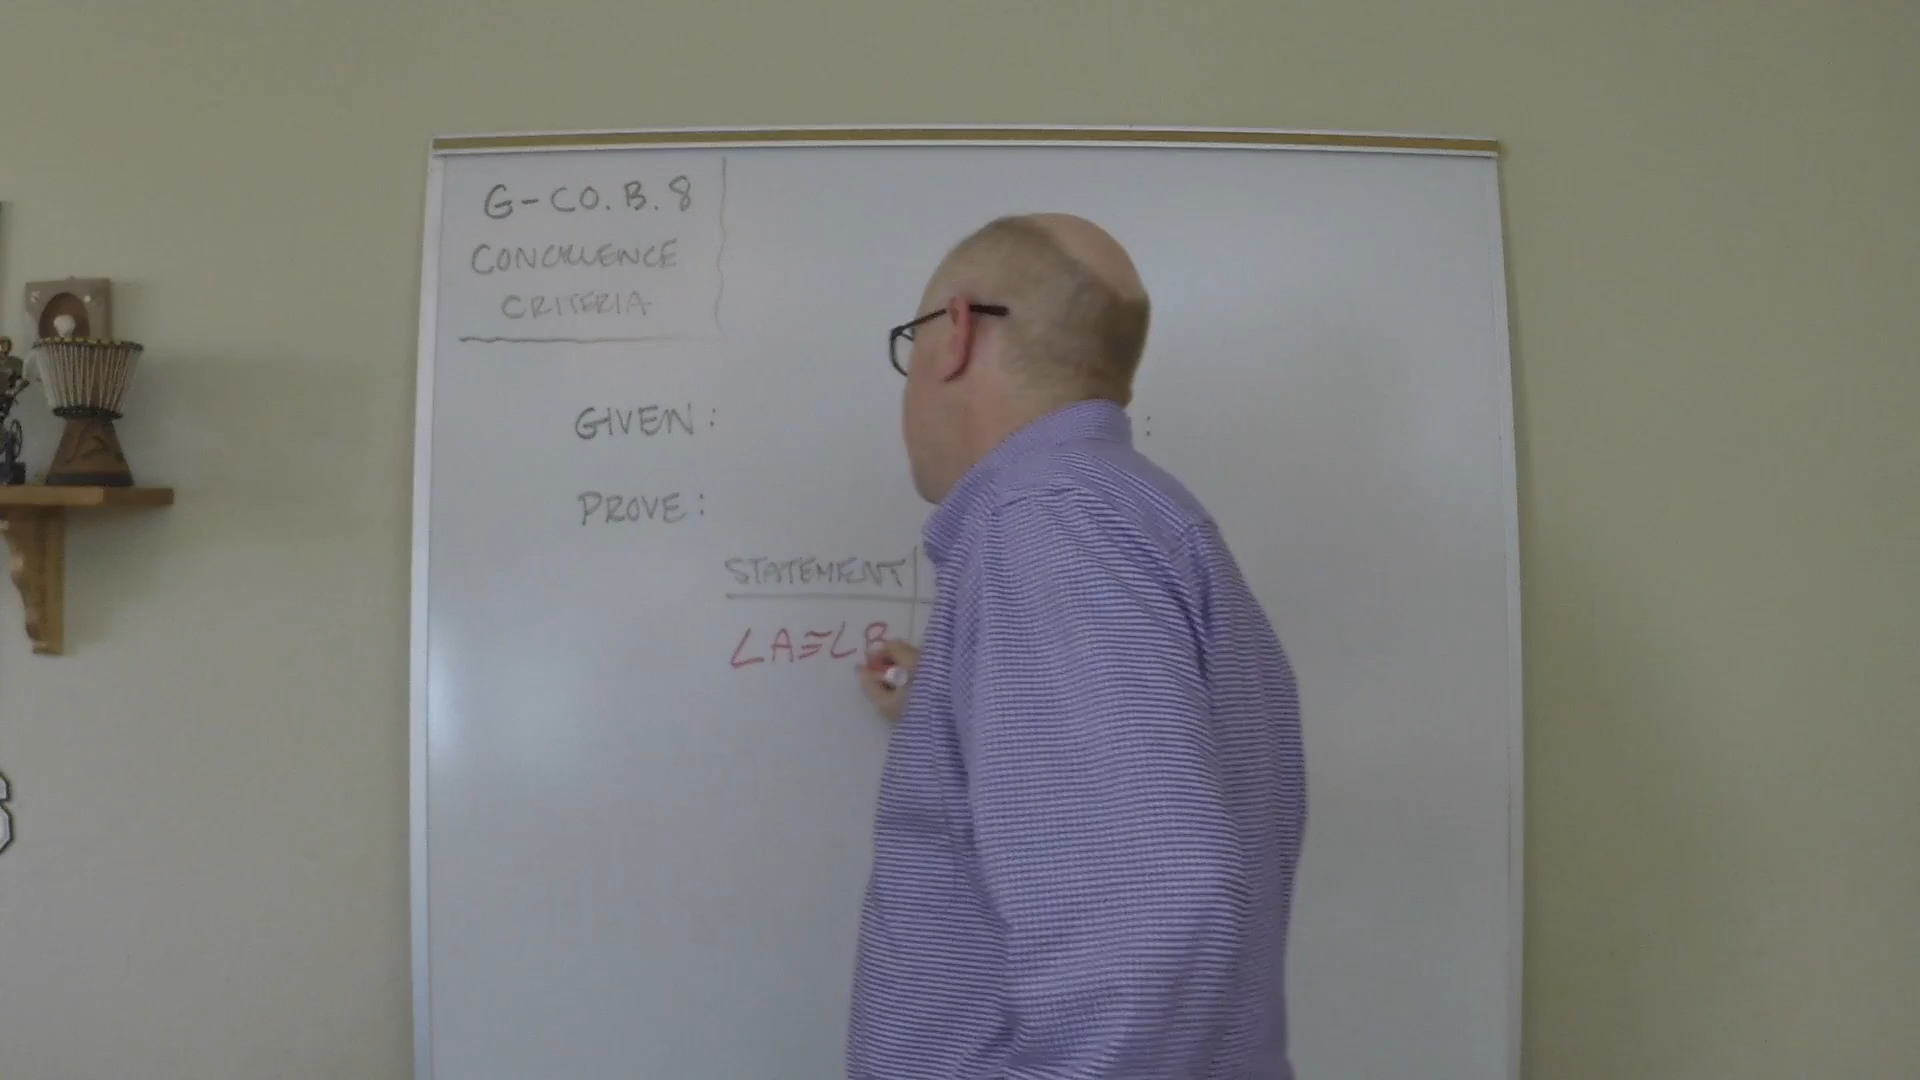 G-CO.B.8
CONGRUENCE
CRITERIA
GIVEN:
:
PROVE:
STATEMENT
∠A≅∠B